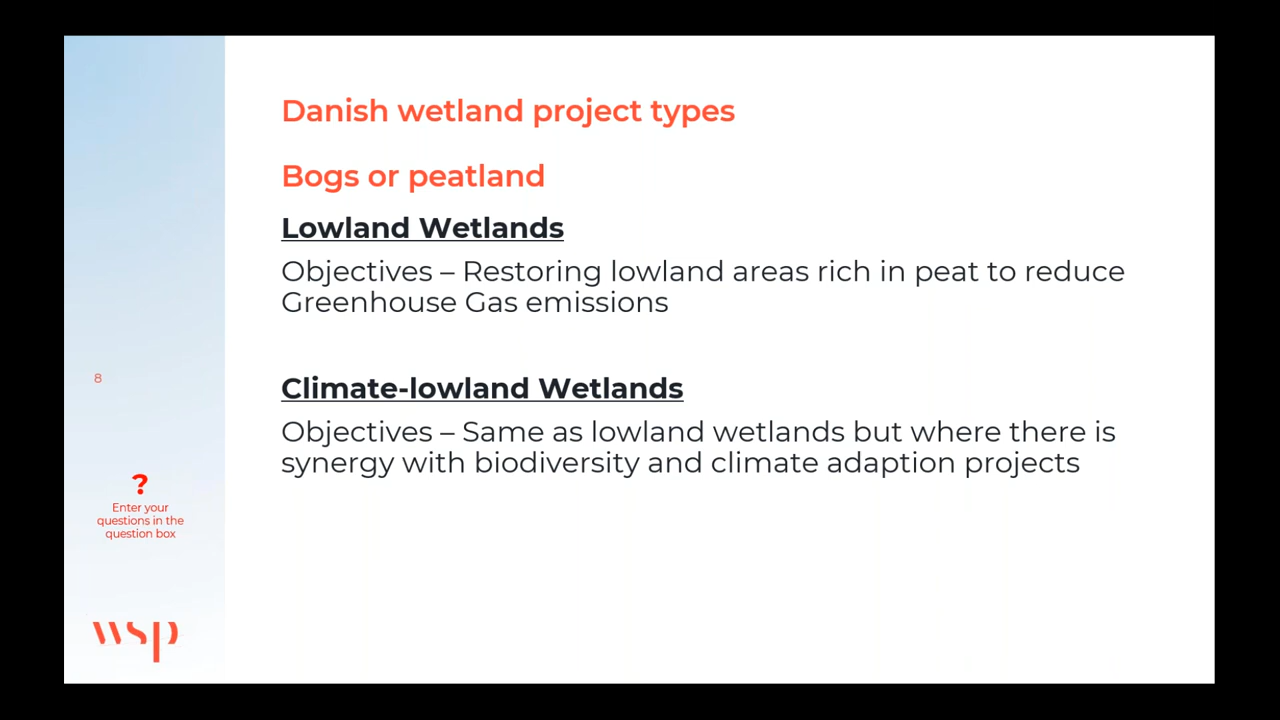 Danish wetland project types
Bogs or peatland
Lowland Wetlands
Objectives – Restoring lowland areas rich in peat to reduce
Greenhouse Gas emissions
Climate-lowland Wetlands
Objectives – Same as lowland wetlands but where there is
synergy with biodiversity and climate adaption projects
8
?
Enter your
questions in the
question box
wsp